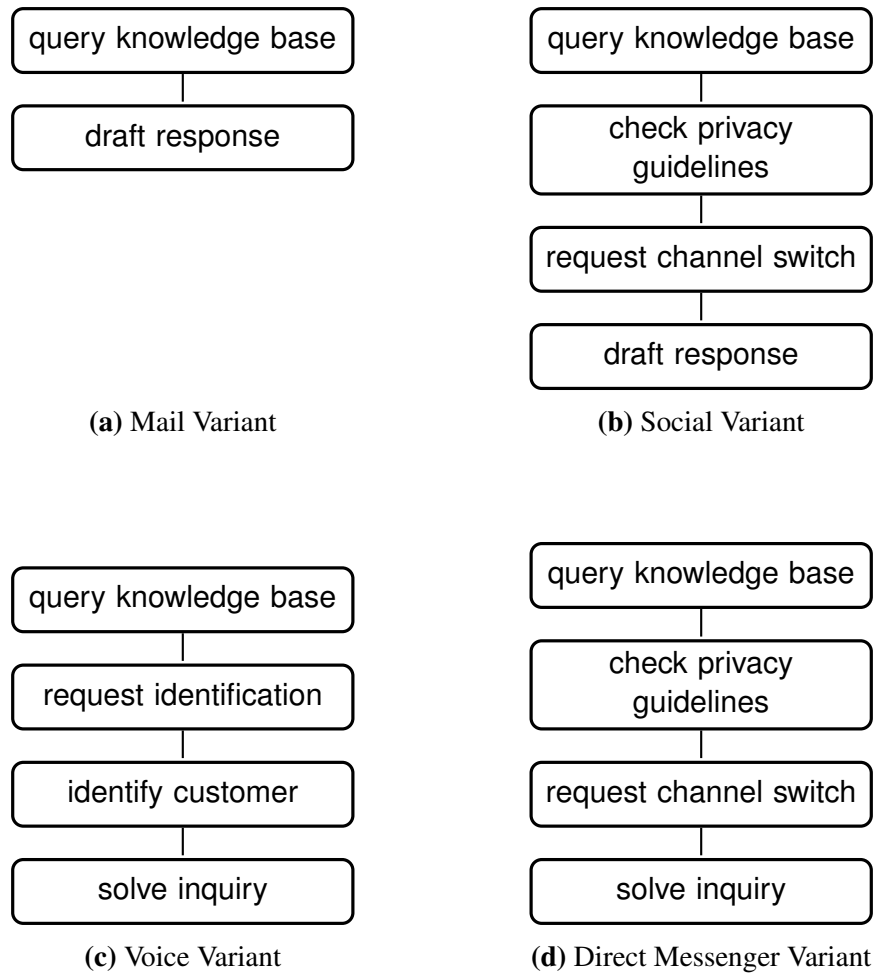 query knowledge base
draft response
(a) Mail Variant
query knowledge base
check privacy
guidelines
request channel switch
draft response
(b) Social Variant
query knowledge base
request identification
identify customer
solve inquiry
(c) Voice Variant
query knowledge base
check privacy
guidelines
request channel switch
solve inquiry
(d) Direct Messenger Variant